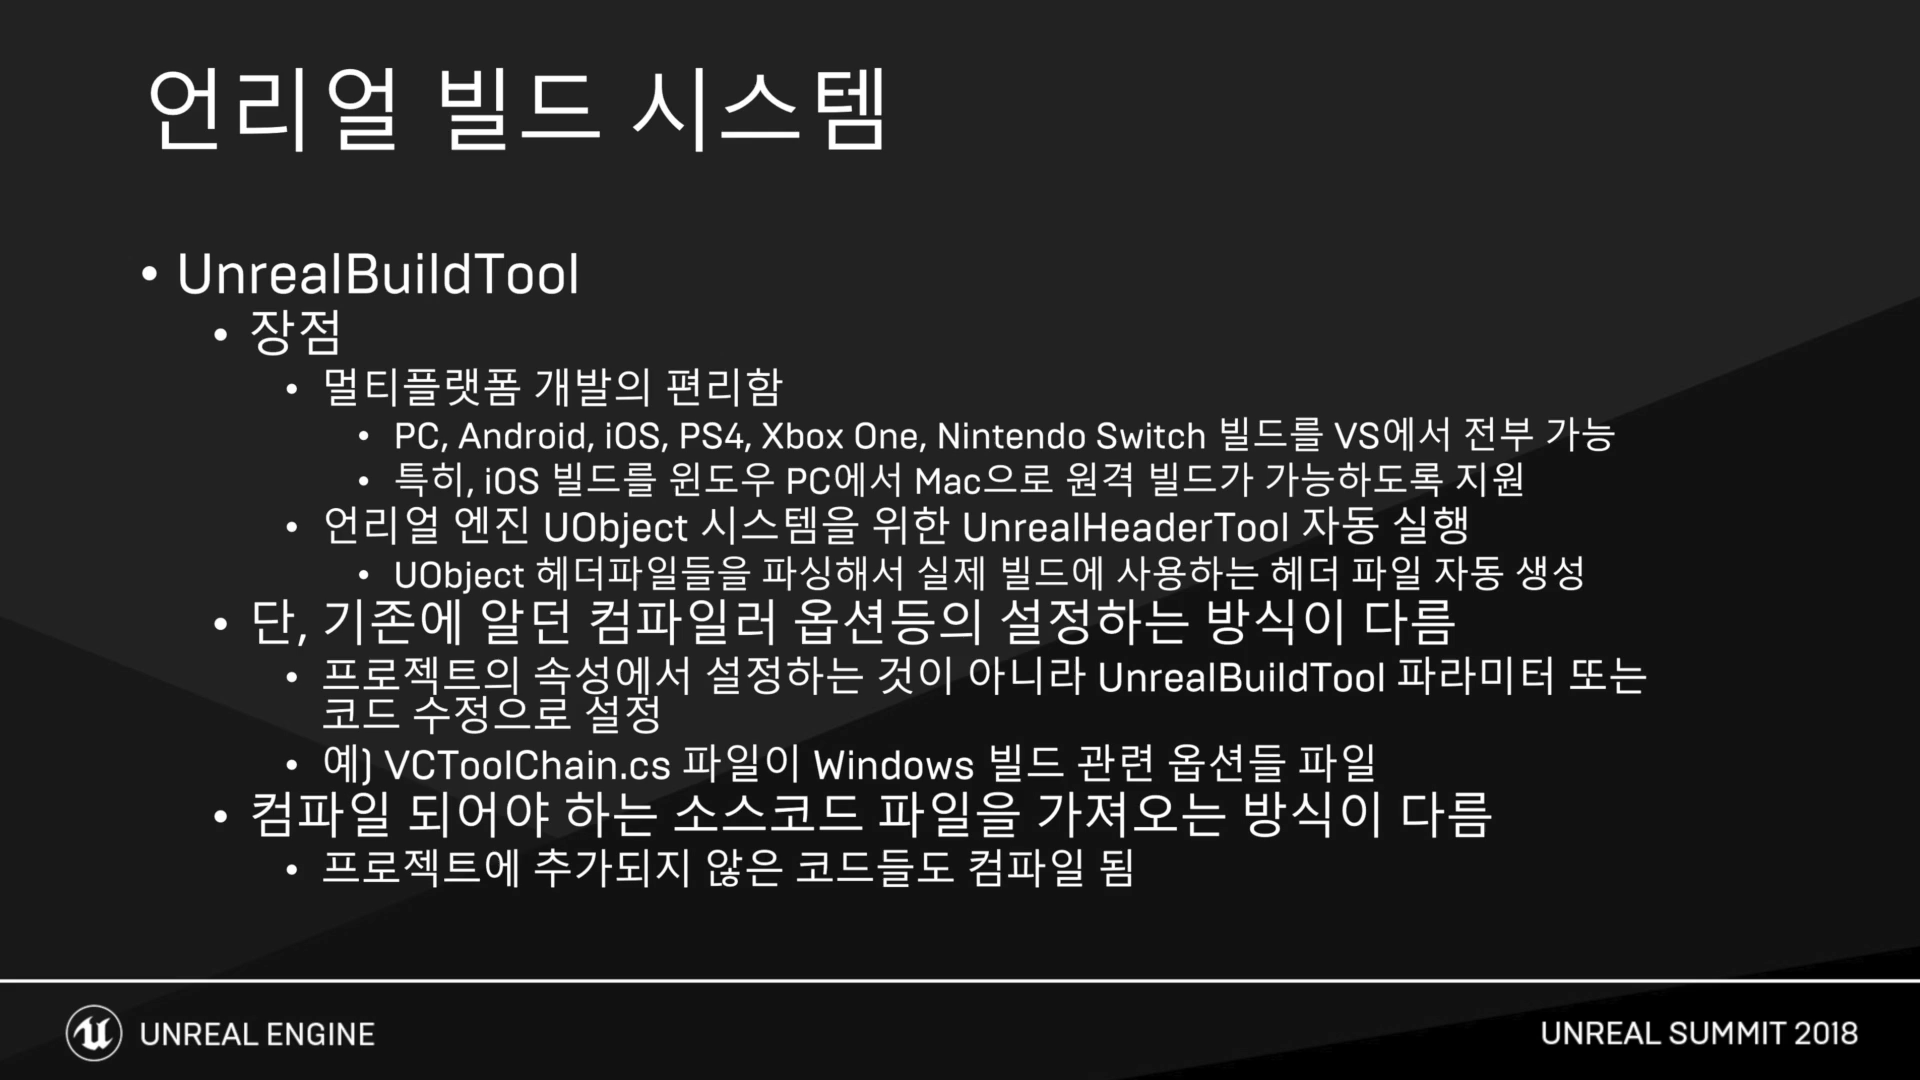 언리얼 빌드 시스템
• UnrealBuildTool
• 장점
• 멀티플랫폼 개발의 편리함
• PC, Android, iOS, PS4, Xbox One, Nintendo Switch 빌드를 VS에서 전부 가능
• 특히, iOS 빌드를 윈도우 PC에서 Mac으로 원격 빌드가 가능하도록 지원
• 언리얼 엔진 UObject 시스템을 위한 UnrealHeaderTool 자동 실행
• UObject 헤더파일들을 파싱해서 실제 빌드에 사용하는 헤더 파일 자동 생성
• 단, 기존에 알던 컴파일러 옵션등의 설정하는 방식이 다름
• 프로젝트의 속성에서 설정하는 것이 아니라 UnrealBuildTool 파라미터 또는
코드 수정으로 설정
• 예) VCToolChain.cs 파일이 Windows 빌드 관련 옵션들 파일
• 컴파일 되어야 하는 소스코드 파일을 가져오는 방식이 다름
• 프로젝트에 추가되지 않은 코드들도 컴파일 됨
UNREAL ENGINE
UNREAL SUMMIT 2018